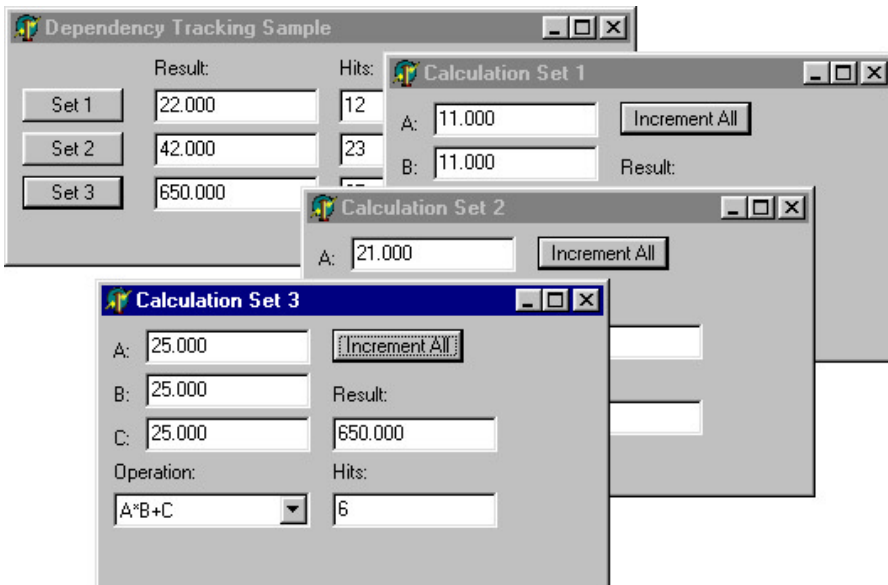 Dependency Tracking Sample
Result: Hits:
Set 1 22.000 12
Set 2 42.000 23
Set 3 650.000
Calculation Set 1
A: 11.000 Increment All
B: 11.000 Result:
Calculation Set 2
A: 21.000 Increment All
Calculation Set 3
A: 25.000 Increment All
B: 25.000 Result:
C: 25.000 650.000
Operation: Hits:
A*B+C 6